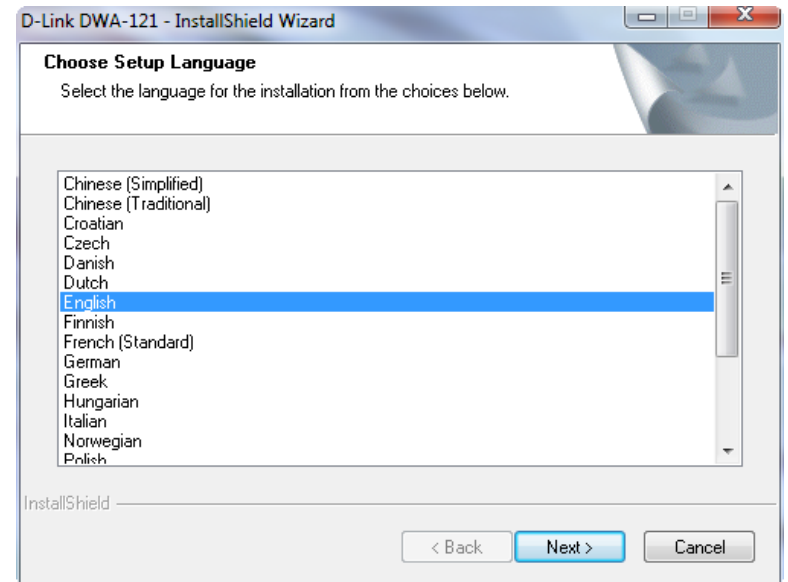 D-Link DWA-121 - InstallShield Wizard
Choose Setup Language
Select the language for the installation from the choices below.
Chinese (Simplified)
Chinese (Traditional)
Croatian
Czech
Danish
Dutch
English
Finnish
French (Standard)
German
Greek
Hungarian
Italian
Norwegian
Polish
InstallShield
< Back
Next >
Cancel